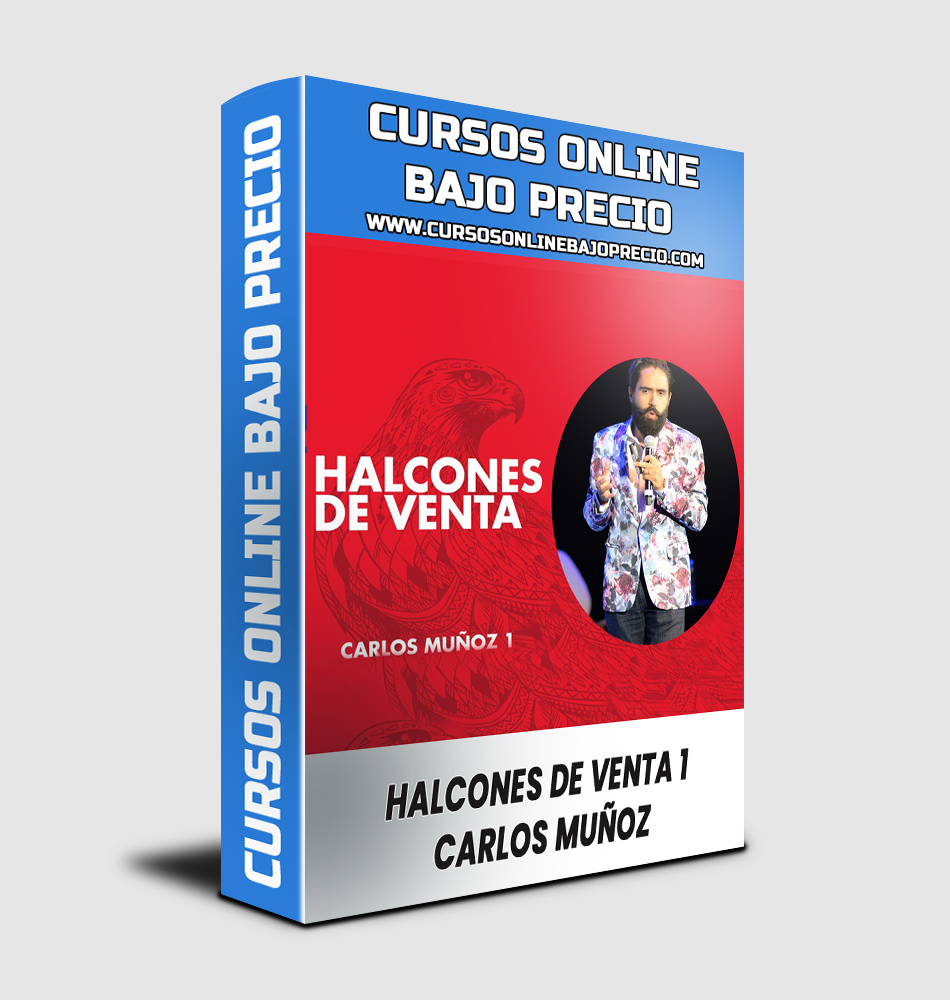 CURSOS ONLINE BAJO PRECIO
CURSOS ONLINE
BAJO PRECIO
WWW.CURSOSONLINEBAJOPRECIO.COM
HALCONES
DE VENTA
CARLOS MUÑOZ 1
HALCONES DE VENTA 1
CARLOS MUÑOZ